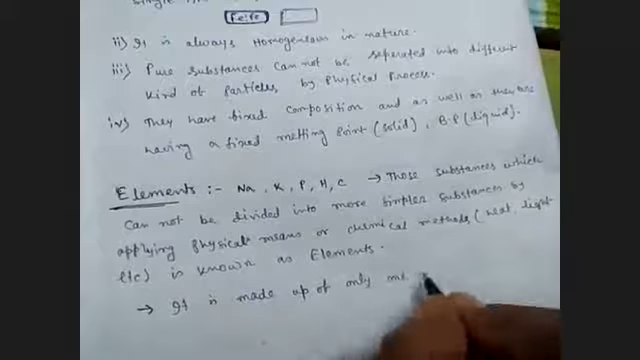 Fe:Fe
ii) It is always Homogeneous in nature.
iii) Pure substances can not be seperated into different
kind of particles by Physical Process.
iv) They have fixed composition and as well as they are
having a fixed melting Point (solid), B.P (liquid).
Elements :- Na, K, P, H, C → Those substances which
can not be divided into more simpler substances by
applying Physical means or chemical methods (heat, light
etc) is known as Elements.
→ It is made up of only one